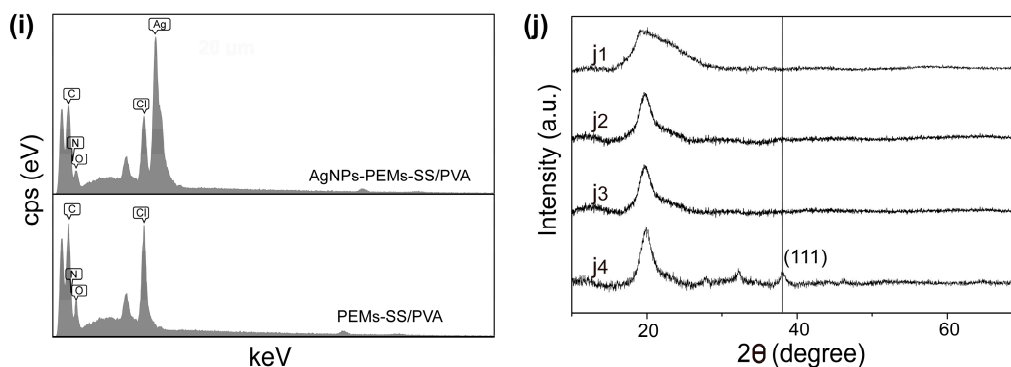 (i)
20 µm
Ag
C
Cl
N
O
AgNPs-PEMs-SS/PVA
C
Cl
N
O
PEMs-SS/PVA
cps (eV)
keV
(j)
j1
j2
j3
j4
(111)
Intensity (a.u.)
20
40
60
2Θ (degree)